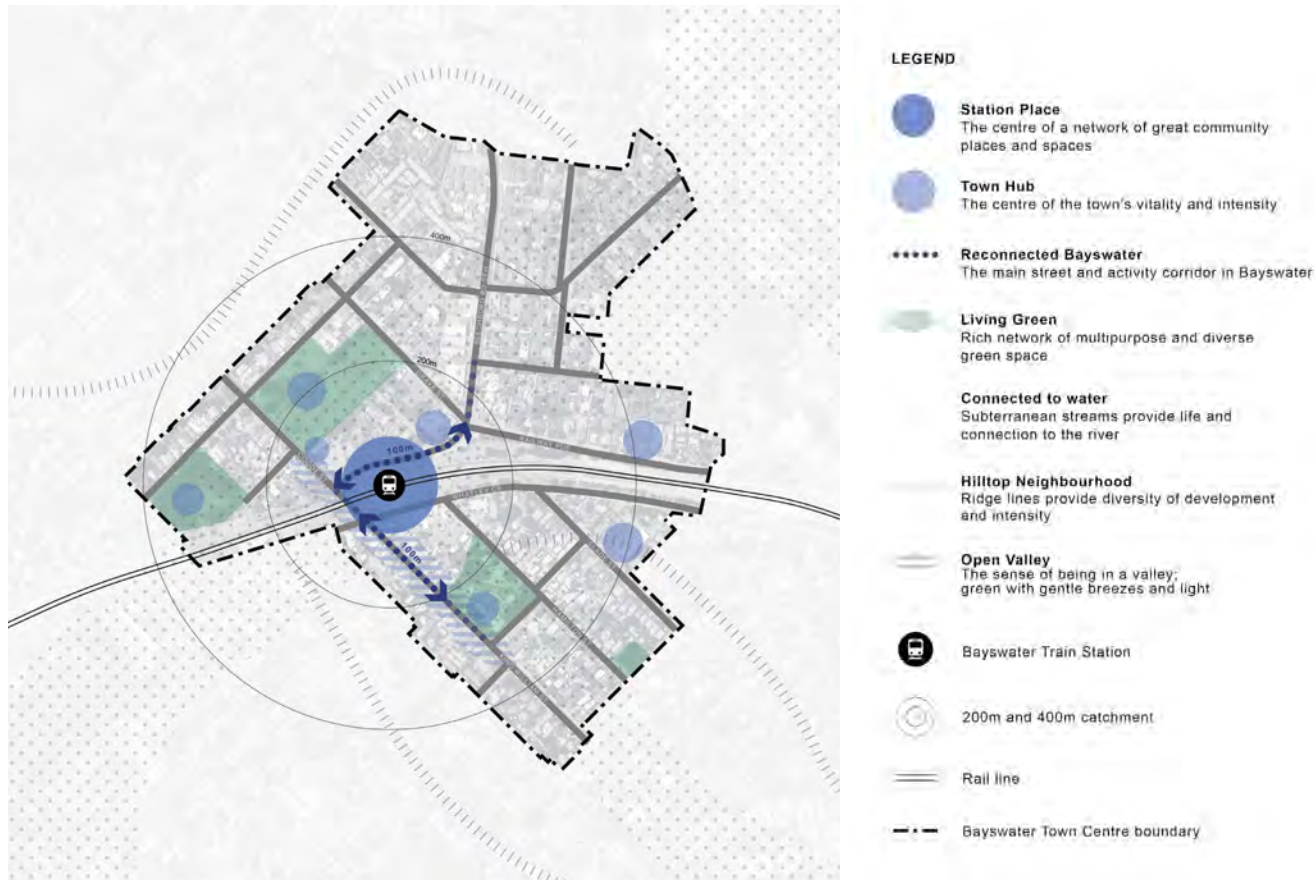 400m
200m
100m
100m
RAILWAY PDE
WHATLEY CR
LEGEND
Station Place
The centre of a network of great community
places and spaces
Town Hub
The centre of the town's vitality and intensity
Reconnected Bayswater
The main street and activity corridor in Bayswater
Living Green
Rich network of multipurpose and diverse
green space
Connected to water
Subterranean streams provide life and
connection to the river
Hilltop Neighbourhood
Ridge lines provide diversity of development
and intensity
Open Valley
The sense of being in a valley;
green with gentle breezes and light
Bayswater Train Station
200m and 400m catchment
Rail line
Bayswater Town Centre boundary